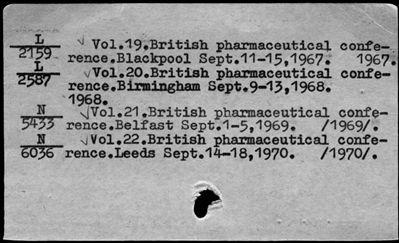 L
2159 √ Vol.19.British pharmaceutical confe-
rence.Blackpool Sept.11-15,1967. 1967.
L
2587 √Vol.20.British pharmaceutical confe-
rence.Birmingham Sept.9-13,1968.
1968.
N √Vol.21.British pharmaceutical confe-
5433 rence.Belfast Sept.1-5,1969. /1969/.
N √Vol.22.British pharmaceutical confe-
6036 rence.Leeds Sept.14-18,1970. /1970/.